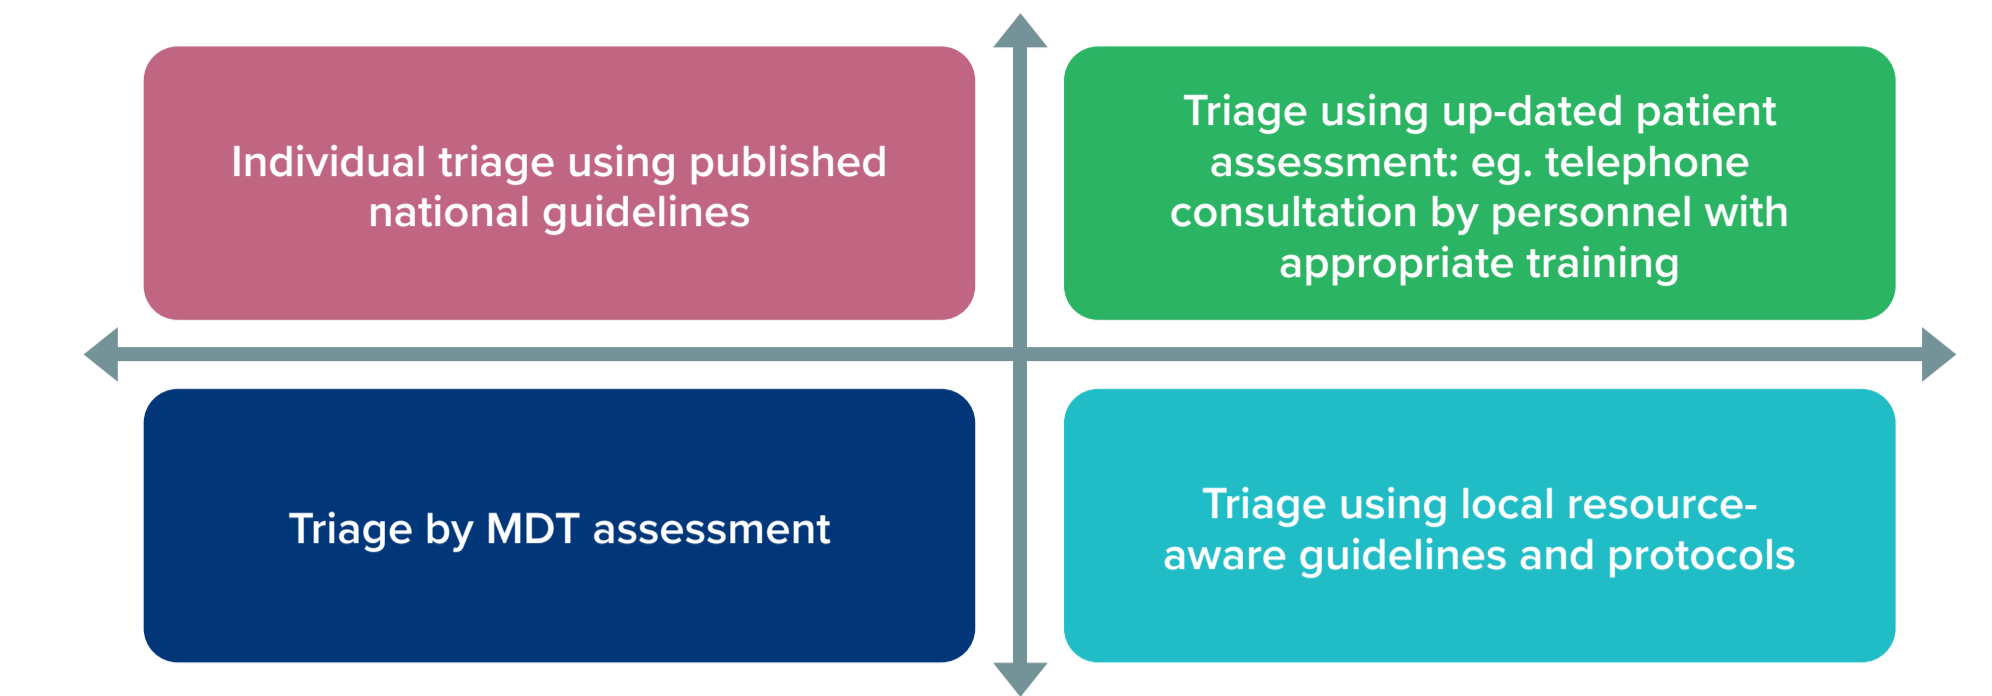 Individual triage using published
national guidelines
Triage using up-dated patient
assessment: eg. telephone
consultation by personnel with
appropriate training
Triage by MDT assessment
Triage using local resource-
aware guidelines and protocols